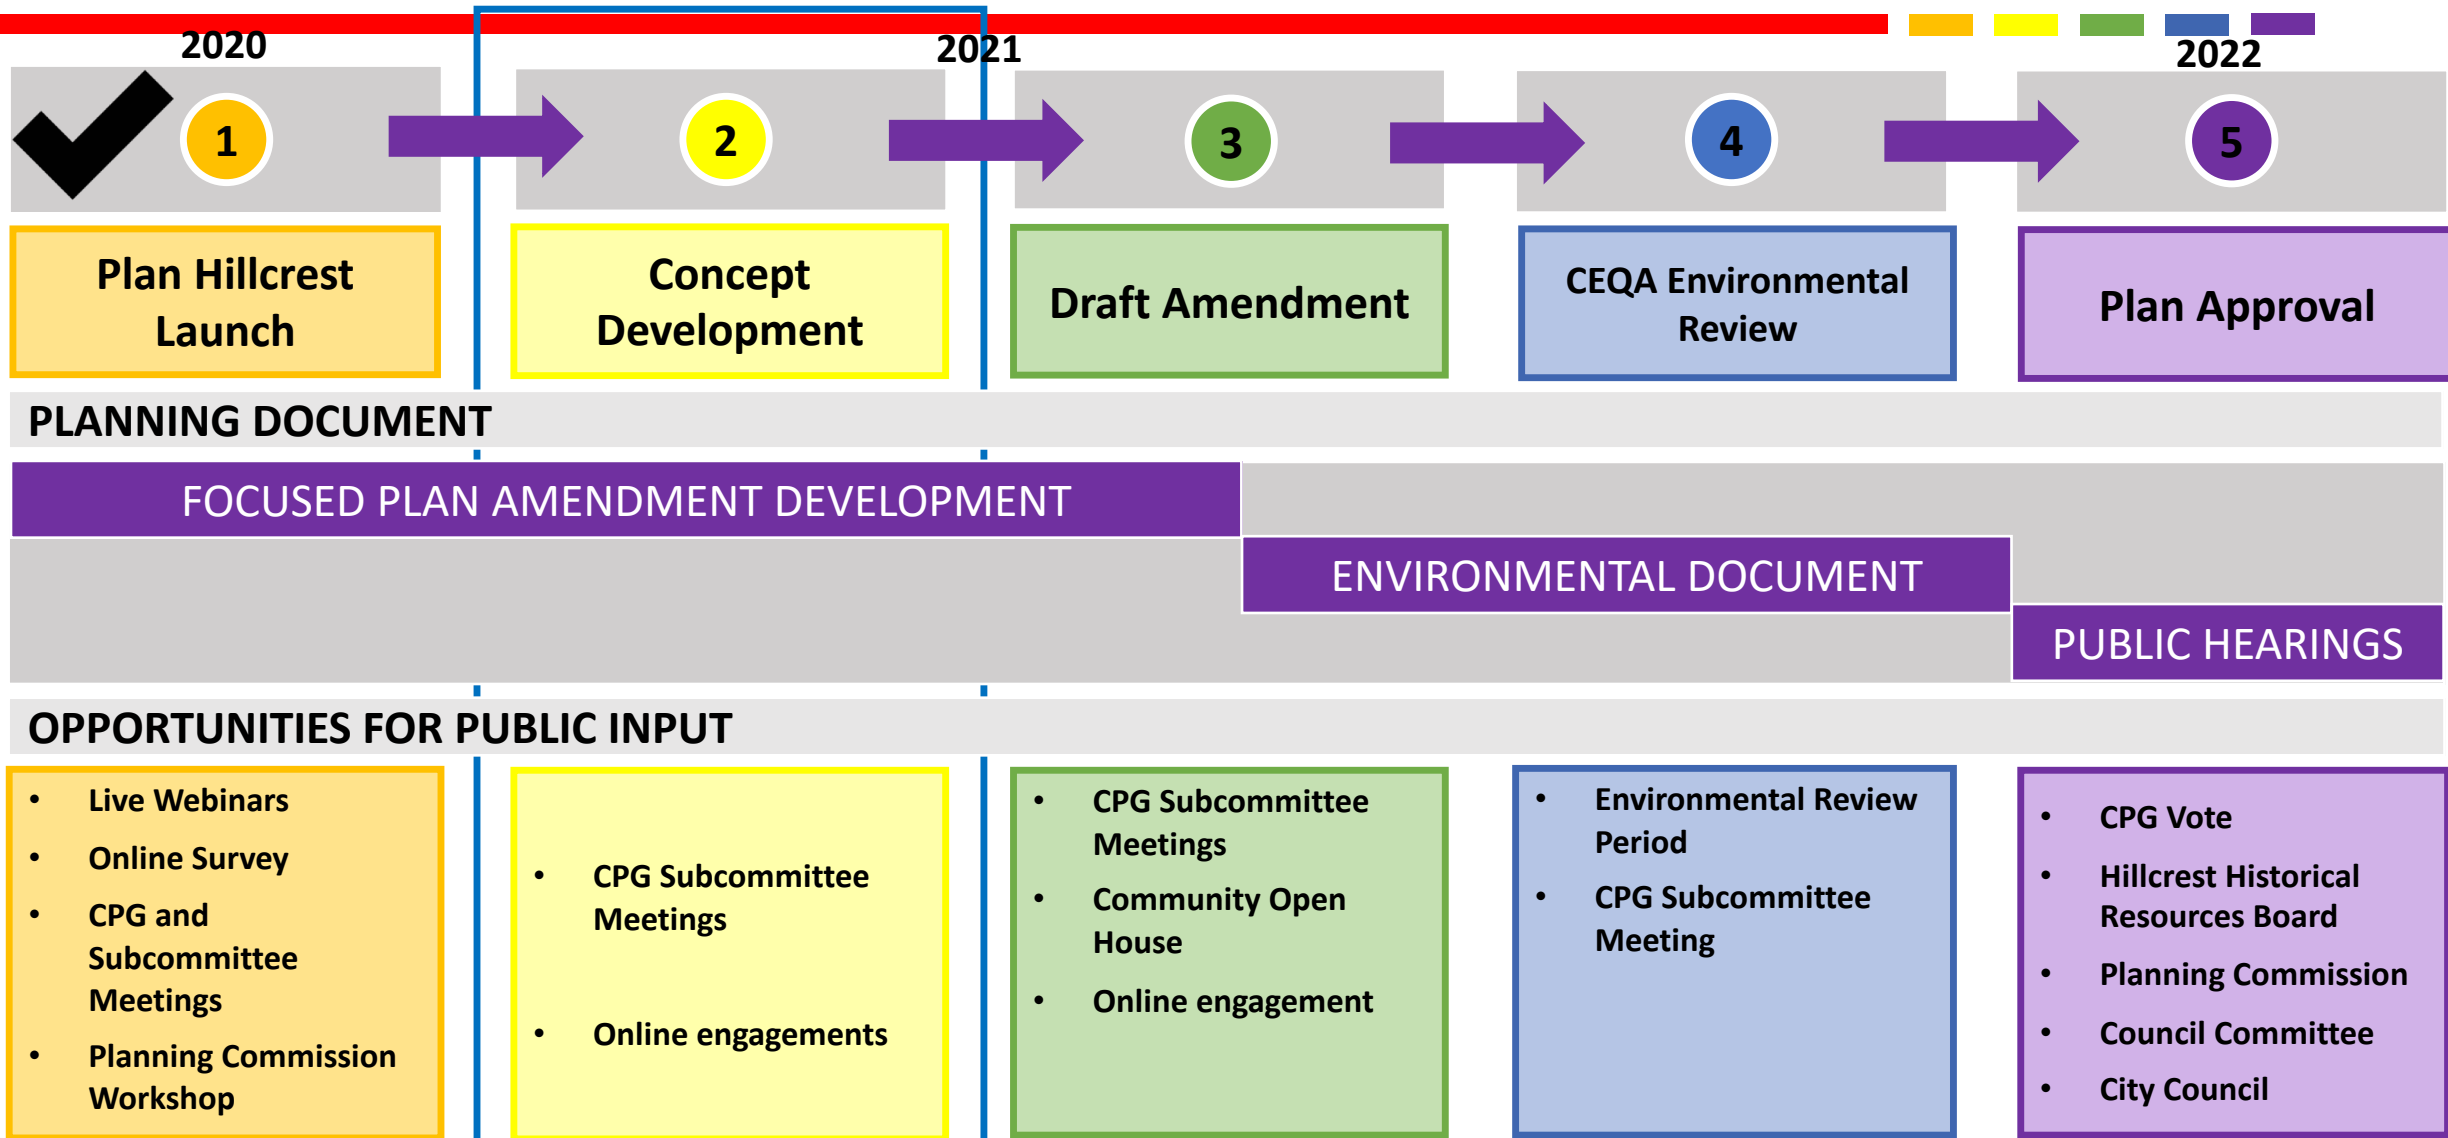 2020
2021
2022
1
2
3
4
5
Plan Hillcrest
Launch
Concept
Development
Draft Amendment
CEQA Environmental
Review
Plan Approval
PLANNING DOCUMENT
FOCUSED PLAN AMENDMENT DEVELOPMENT
ENVIRONMENTAL DOCUMENT
PUBLIC HEARINGS
OPPORTUNITIES FOR PUBLIC INPUT
• Live Webinars
• Online Survey
• CPG and
Subcommittee
Meetings
• Planning Commission
Workshop
• CPG Subcommittee
Meetings
• Online engagements
• CPG Subcommittee
Meetings
• Community Open
House
• Online engagement
• Environmental Review
Period
• CPG Subcommittee
Meeting
• CPG Vote
• Hillcrest Historical
Resources Board
• Planning Commission
• Council Committee
• City Council